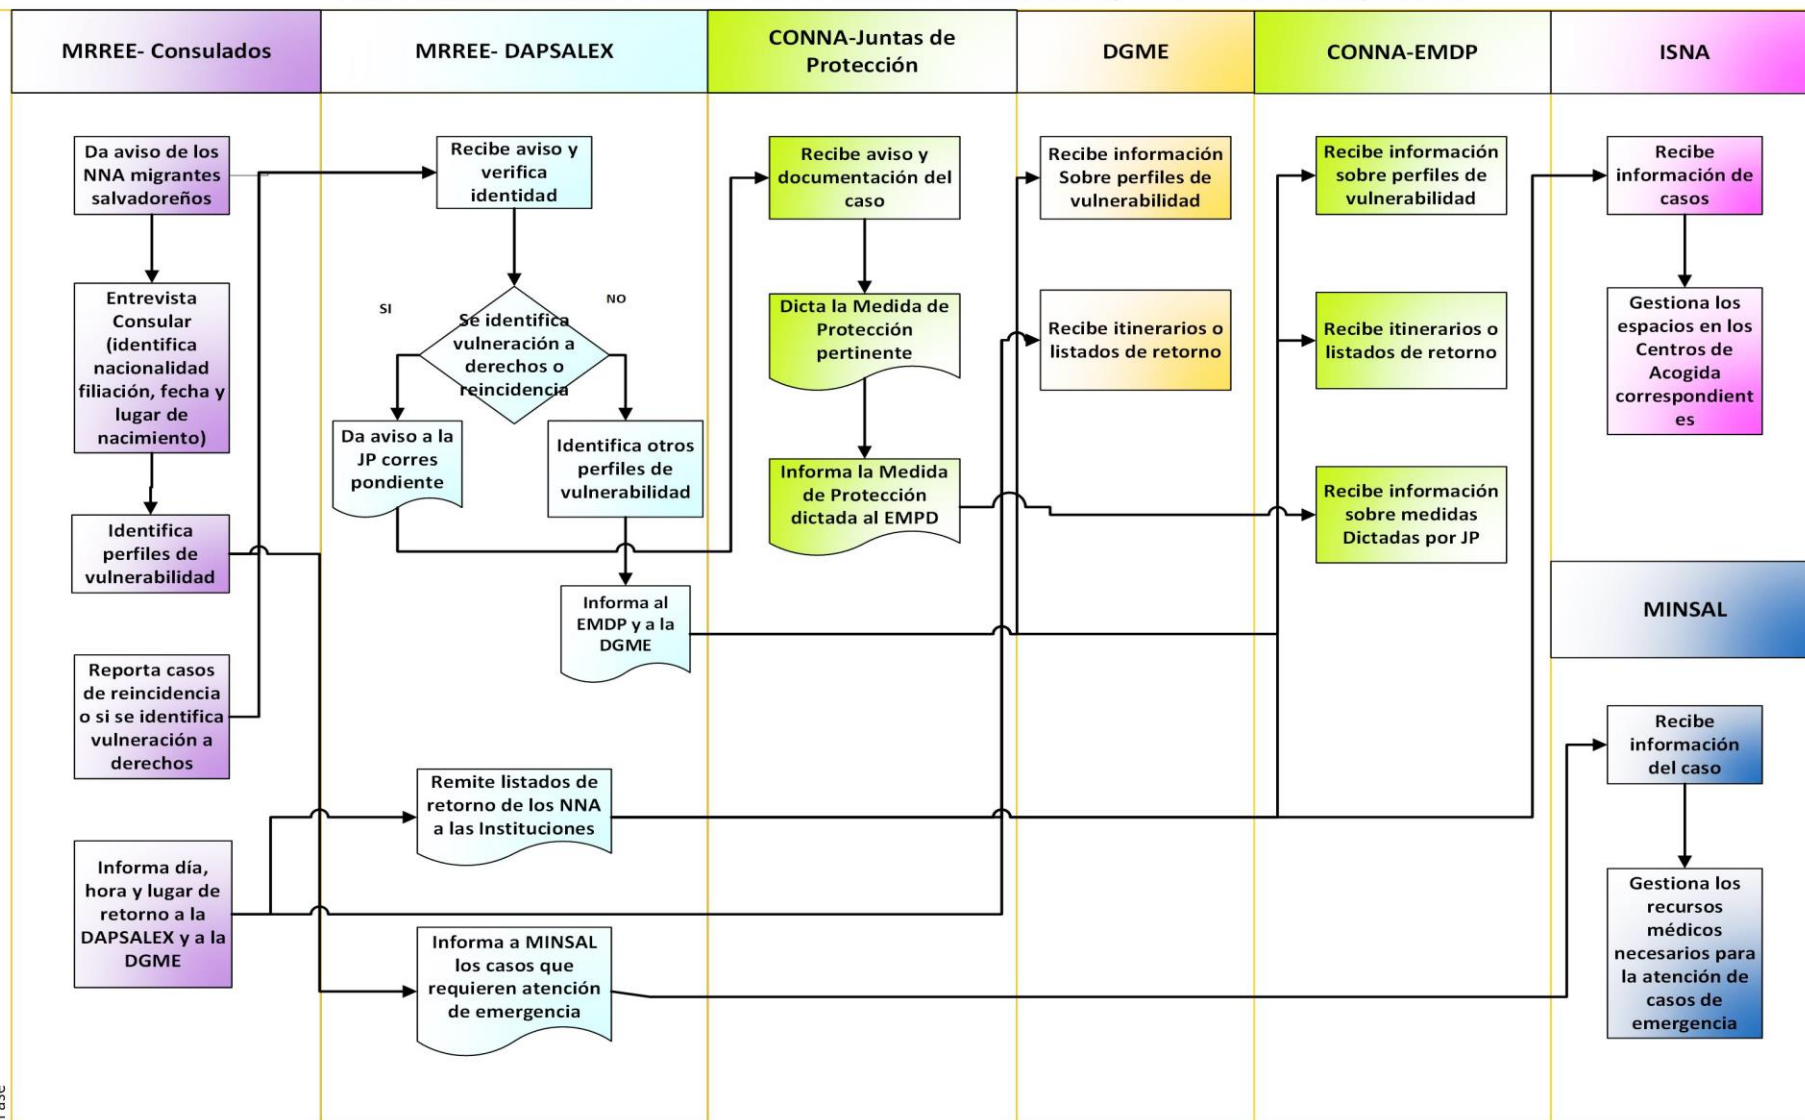 MRREE- Consulados
MRREE- DAPSALEX
CONNA-Juntas de
Protección
DGME
CONNA-EMDP
ISNA
Da aviso de los
NNA migrantes
salvadoreños
Entrevista
Consular
(identifica
nacionalidad
filiación, fecha y
lugar de
nacimiento)
Identifica
perfiles de
vulnerabilidad
Reporta casos
de reincidencia
o si se identifica
vulneración a
derechos
Informa día,
hora y lugar de
retorno a la
DAPSALEX y a la
DGME
Recibe aviso y
verifica
identidad
SI
NO
Se identifica
vulneración a
derechos o
reincidencia
Da aviso a la
JP corres
pondiente
Identifica otros
perfiles de
vulnerabilidad
Informa al
EMDP y a la
DGME
Remite listados de
retorno de los NNA
a las Instituciones
Informa a MINSAL
los casos que
requieren atención
de emergencia
Recibe aviso y
documentación del
caso
Dicta la Medida de
Protección
pertinente
Informa la Medida
de Protección
dictada al EMPD
Recibe información
Sobre perfiles de
vulnerabilidad
Recibe itinerarios o
listados de retorno
Recibe información
sobre perfiles de
vulnerabilidad
Recibe itinerarios o
listados de retorno
Recibe información
sobre medidas
Dictadas por JP
Recibe
información de
casos
Gestiona los
espacios en los
Centros de
Acogida
correspondient
es
MINSAL
Recibe
información
del caso
Gestiona los
recursos
médicos
necesarios para
la atención de
casos de
emergencia